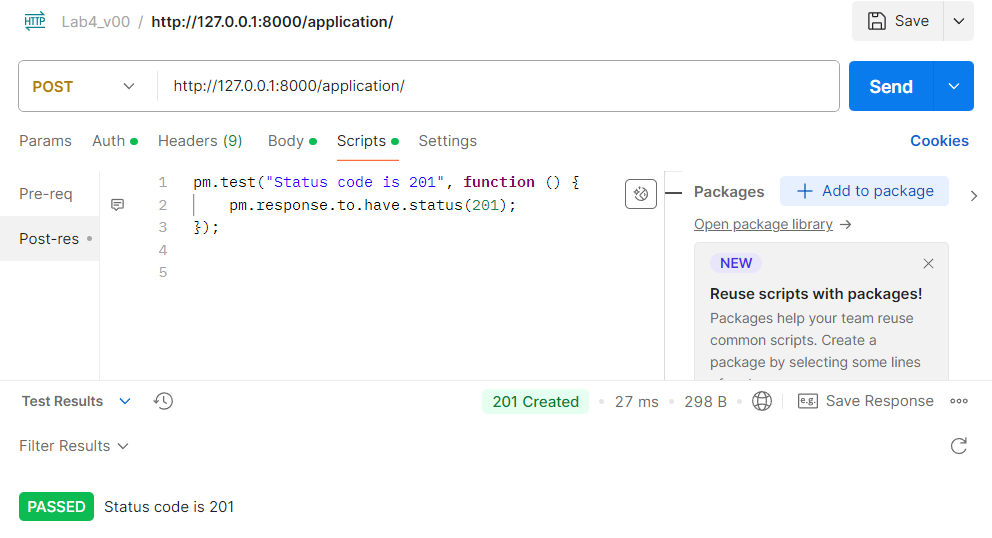 HTTP Lab4_v00 / http://127.0.0.1:8000/application/ Save
POST http://127.0.0.1:8000/application/ Send
Params Auth Headers (9) Body Scripts Settings Cookies
Pre-req
Post-res
1 pm.test("Status code is 201", function () {
2 pm.response.to.have.status(201);
3 });
4
5
Packages + Add to package
Open package library →
NEW
Reuse scripts with packages!
Packages help your team reuse
common scripts. Create a
package by selecting some lines
Test Results 201 Created 27 ms 298 B e.g. Save Response
Filter Results
PASSED Status code is 201